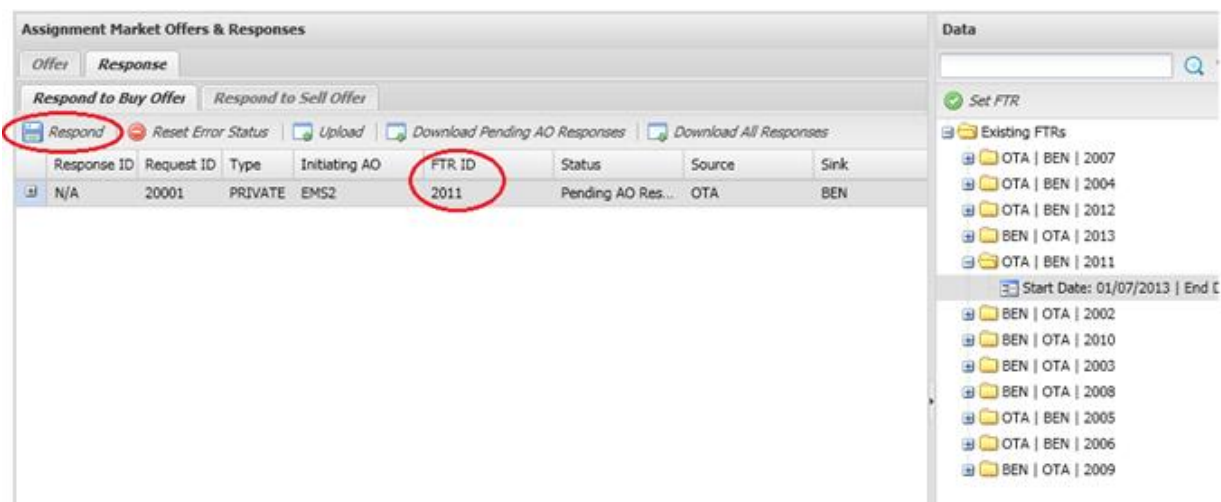 Assignment Market Offers & Responses
Offer Response
Respond to Buy Offer Respond to Sell Offer
Respond Reset Error Status Upload Download Pending AO Responses Download All Responses
Response ID Request ID Type Initiating AO FTR ID Status Source Sink
N/A 20001 PRIVATE EMS2 2011 Pending AO Res... OTA BEN
Data
Set FTR
Existing FTRs
OTA | BEN | 2007
OTA | BEN | 2004
OTA | BEN | 2012
BEN | OTA | 2013
OTA | BEN | 2011
Start Date: 01/07/2013 | End D
BEN | OTA | 2002
BEN | OTA | 2010
BEN | OTA | 2003
BEN | OTA | 2008
OTA | BEN | 2005
OTA | BEN | 2006
BEN | OTA | 2009